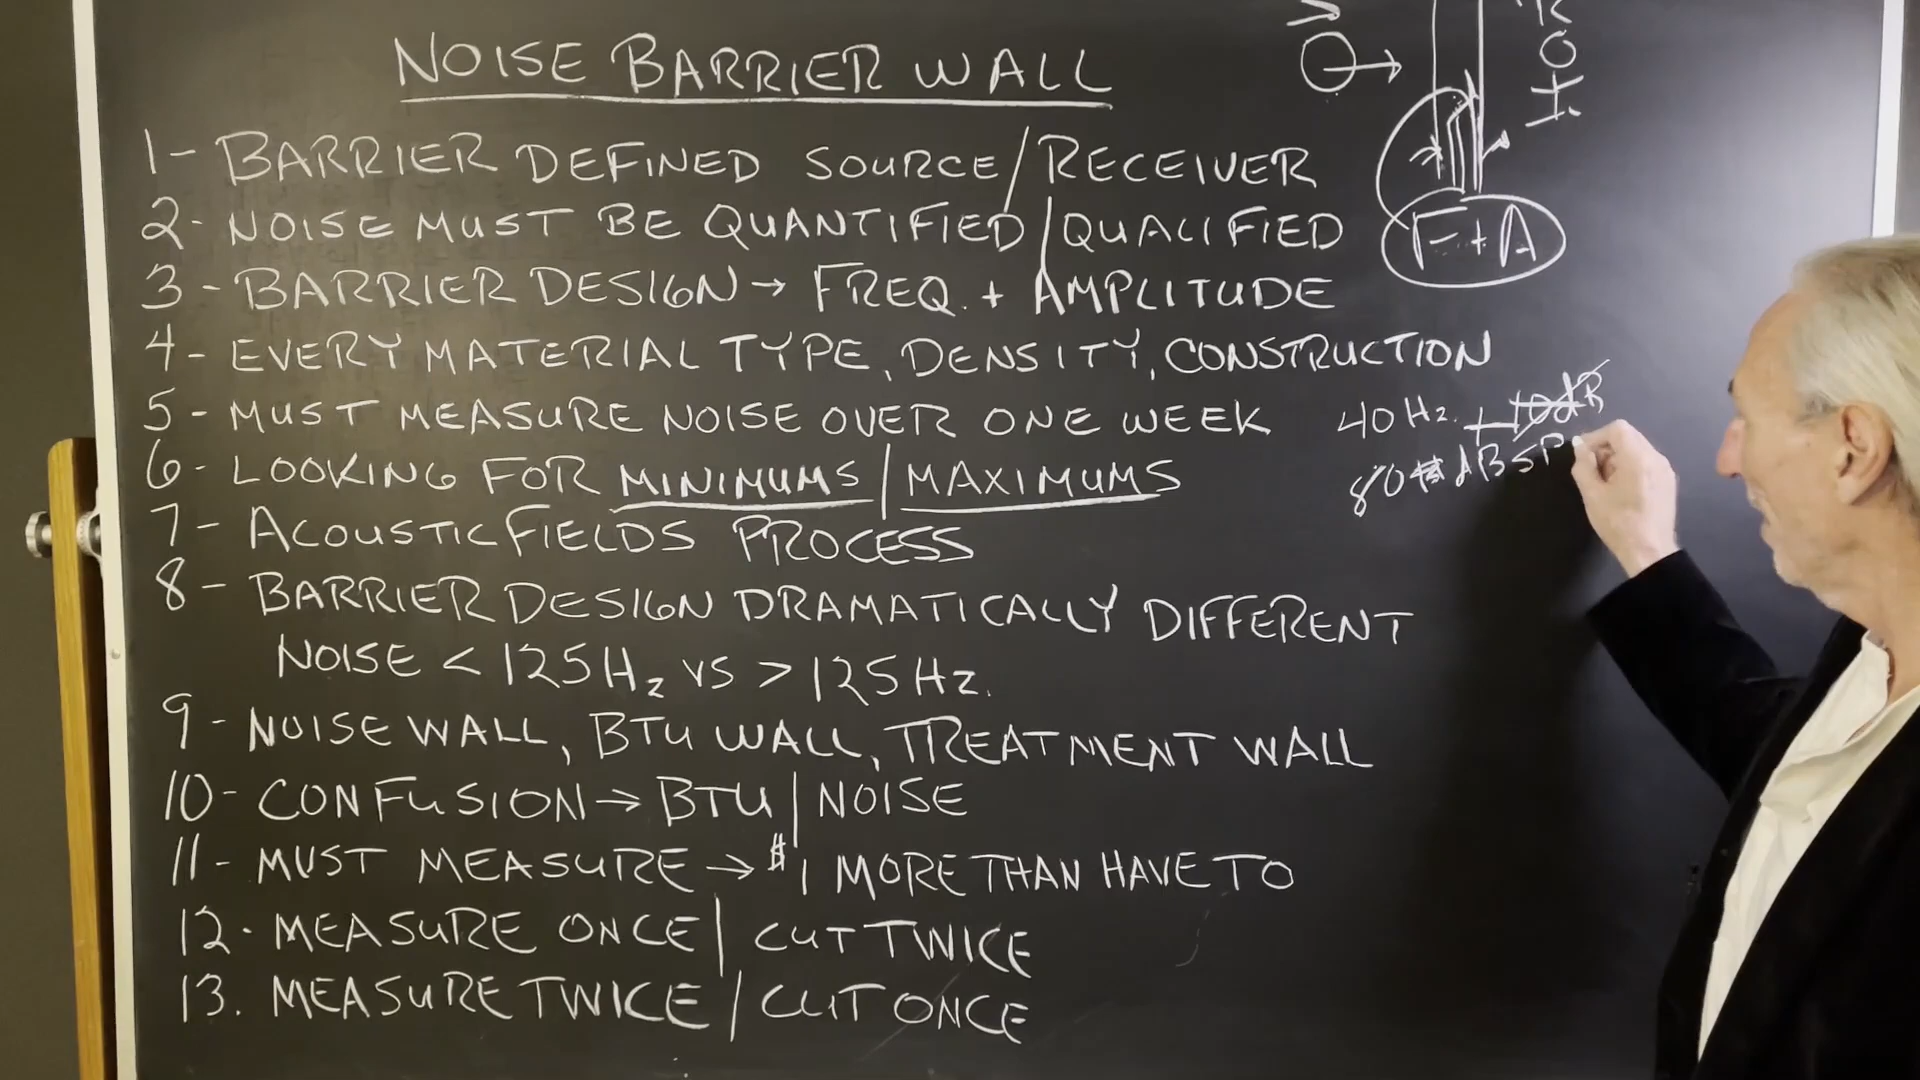 NOISE BARRIER WALL
1- BARRIER DEFINED SOURCE/RECEIVER
2- NOISE MUST BE QUANTIFIED/QUALIFIED
F+A
3- BARRIER DESIGN → FREQ. + AMPLITUDE
4- EVERY MATERIAL TYPE, DENSITY, CONSTRUCTION
5- MUST MEASURE NOISE OVER ONE WEEK
40 Hz.
6- LOOKING FOR MINIMUMS/MAXIMUMS
80 dB SP
7- ACOUSTIC FIELDS PROCESS
8- BARRIER DESIGN DRAMATICALLY DIFFERENT
NOISE < 125Hz VS > 125Hz.
9- NOISE WALL, BTU WALL, TREATMENT WALL
10- CONFUSION → BTU/NOISE
11- MUST MEASURE → $1 MORE THAN HAVE TO
12. MEASURE ONCE/CUT TWICE
13. MEASURE TWICE/CUT ONCE